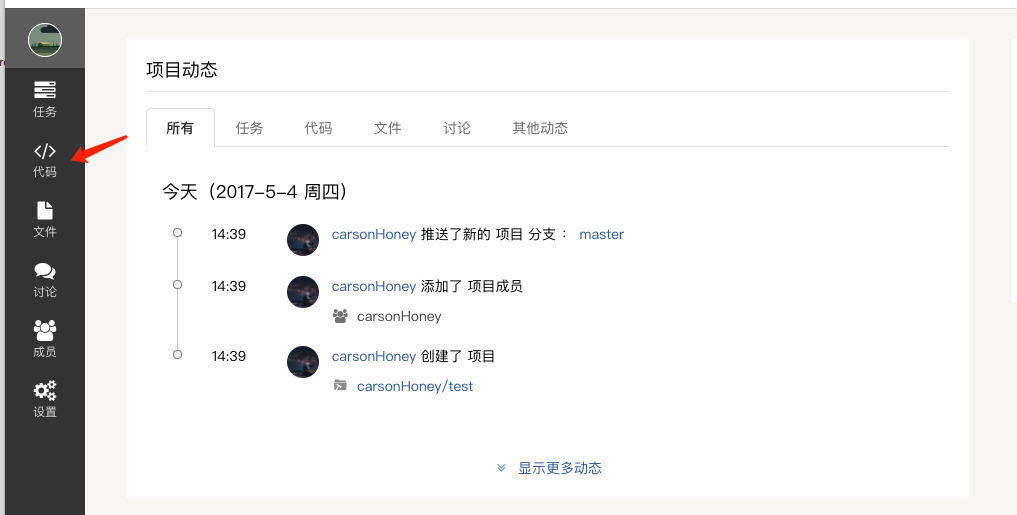 任务
代码
文件
讨论
成员
设置
项目动态
所有 任务 代码 文件 讨论 其他动态
今天（2017-5-4 周四）
14:39 carsonHoney 推送了新的 项目 分支： master
14:39 carsonHoney 添加了 项目成员
carsonHoney
14:39 carsonHoney 创建了 项目
carsonHoney/test
显示更多动态